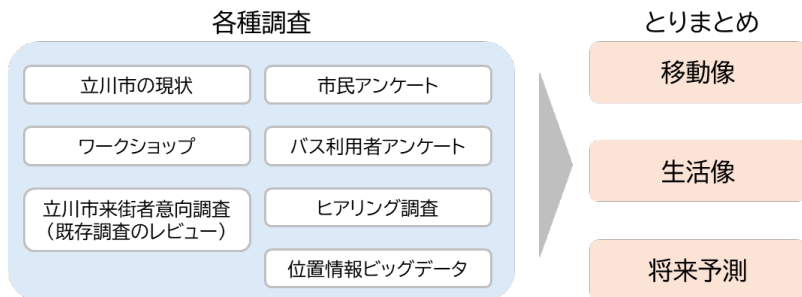 各種調査
立川市の現状
市民アンケート
ワークショップ
バス利用者アンケート
立川市来街者意向調査
（既存調査のレビュー）
ヒアリング調査
位置情報ビッグデータ
とりまとめ
移動像
生活像
将来予測